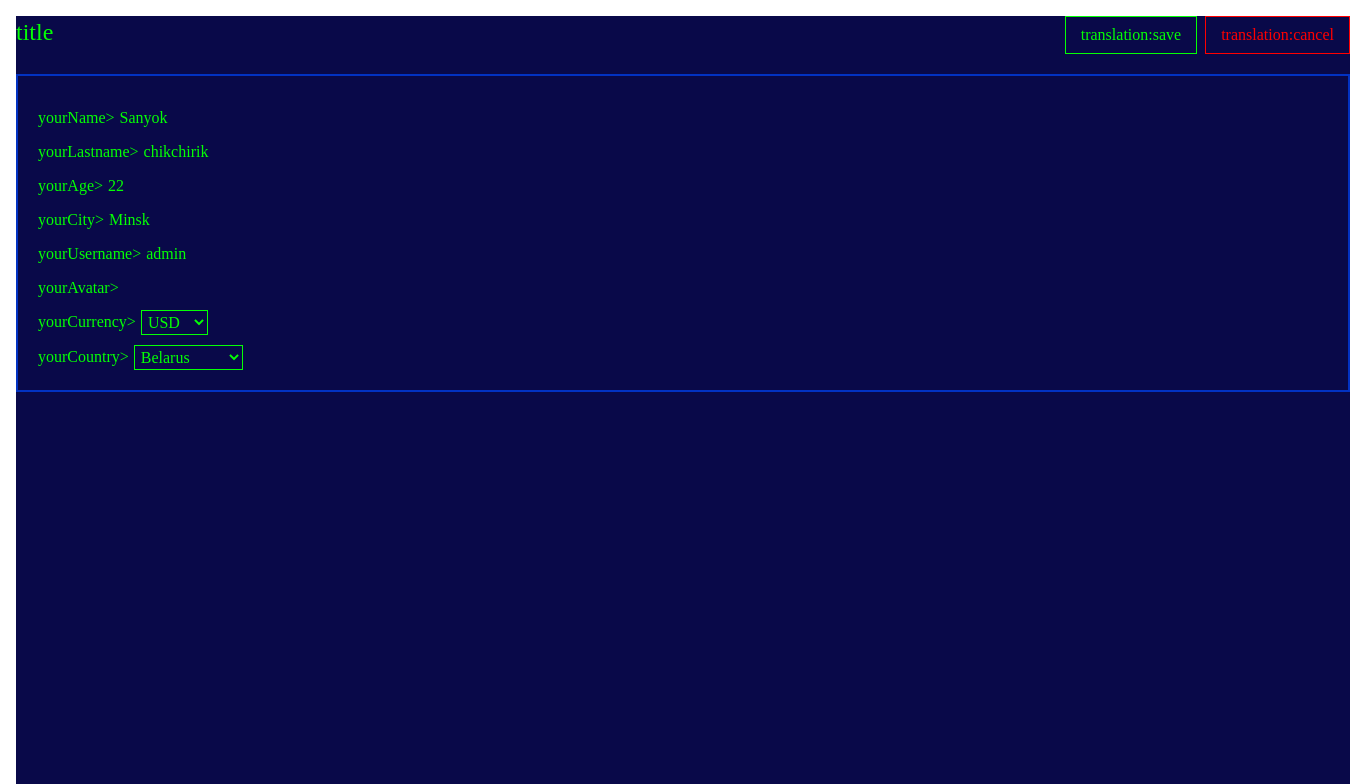 title
translation:save
translation:cancel
yourName> Sanyok
yourLastname> chikchirik
yourAge> 22
yourCity> Minsk
yourUsername> admin
yourAvatar>
yourCurrency> USD
yourCountry> Belarus